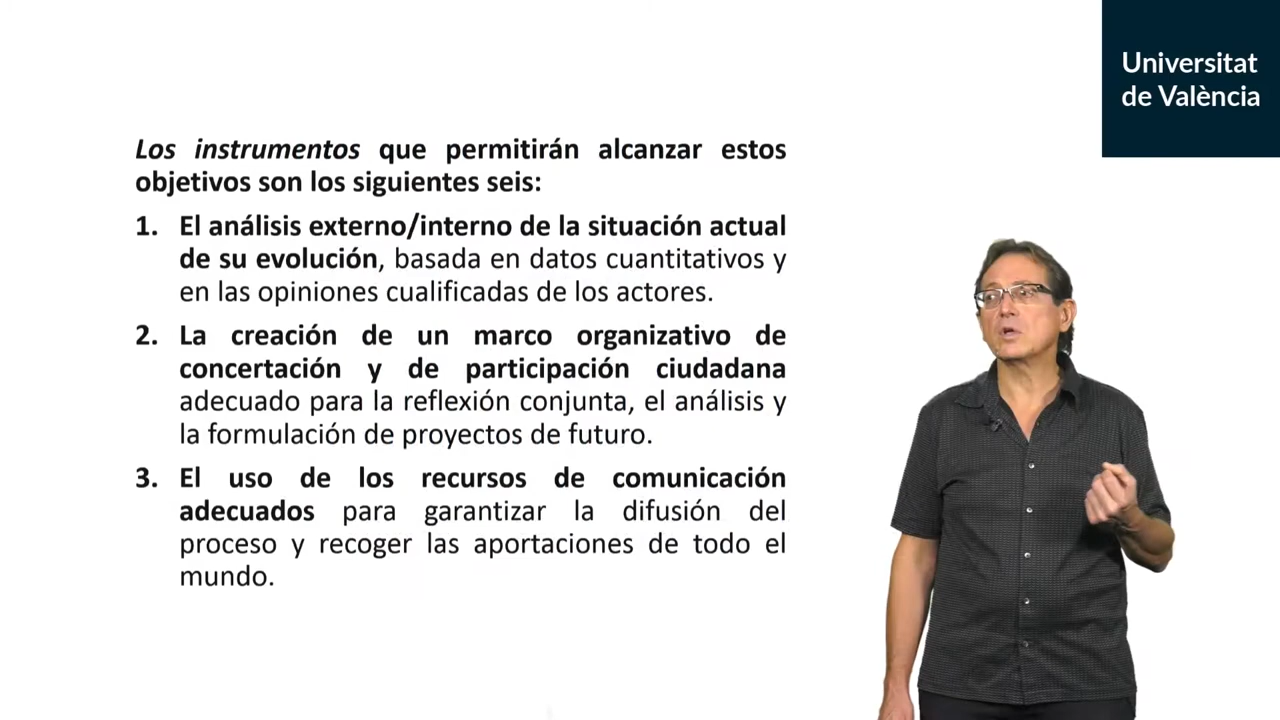 Universitat
de València
Los instrumentos que permitirán alcanzar estos
objetivos son los siguientes seis:
1. El análisis externo/interno de la situación actual
de su evolución, basada en datos cuantitativos y
en las opiniones cualificadas de los actores.
2. La creación de un marco organizativo de
concertación y de participación ciudadana
adecuado para la reflexión conjunta, el análisis y
la formulación de proyectos de futuro.
3. El uso de los recursos de comunicación
adecuados para garantizar la difusión del
proceso y recoger las aportaciones de todo el
mundo.